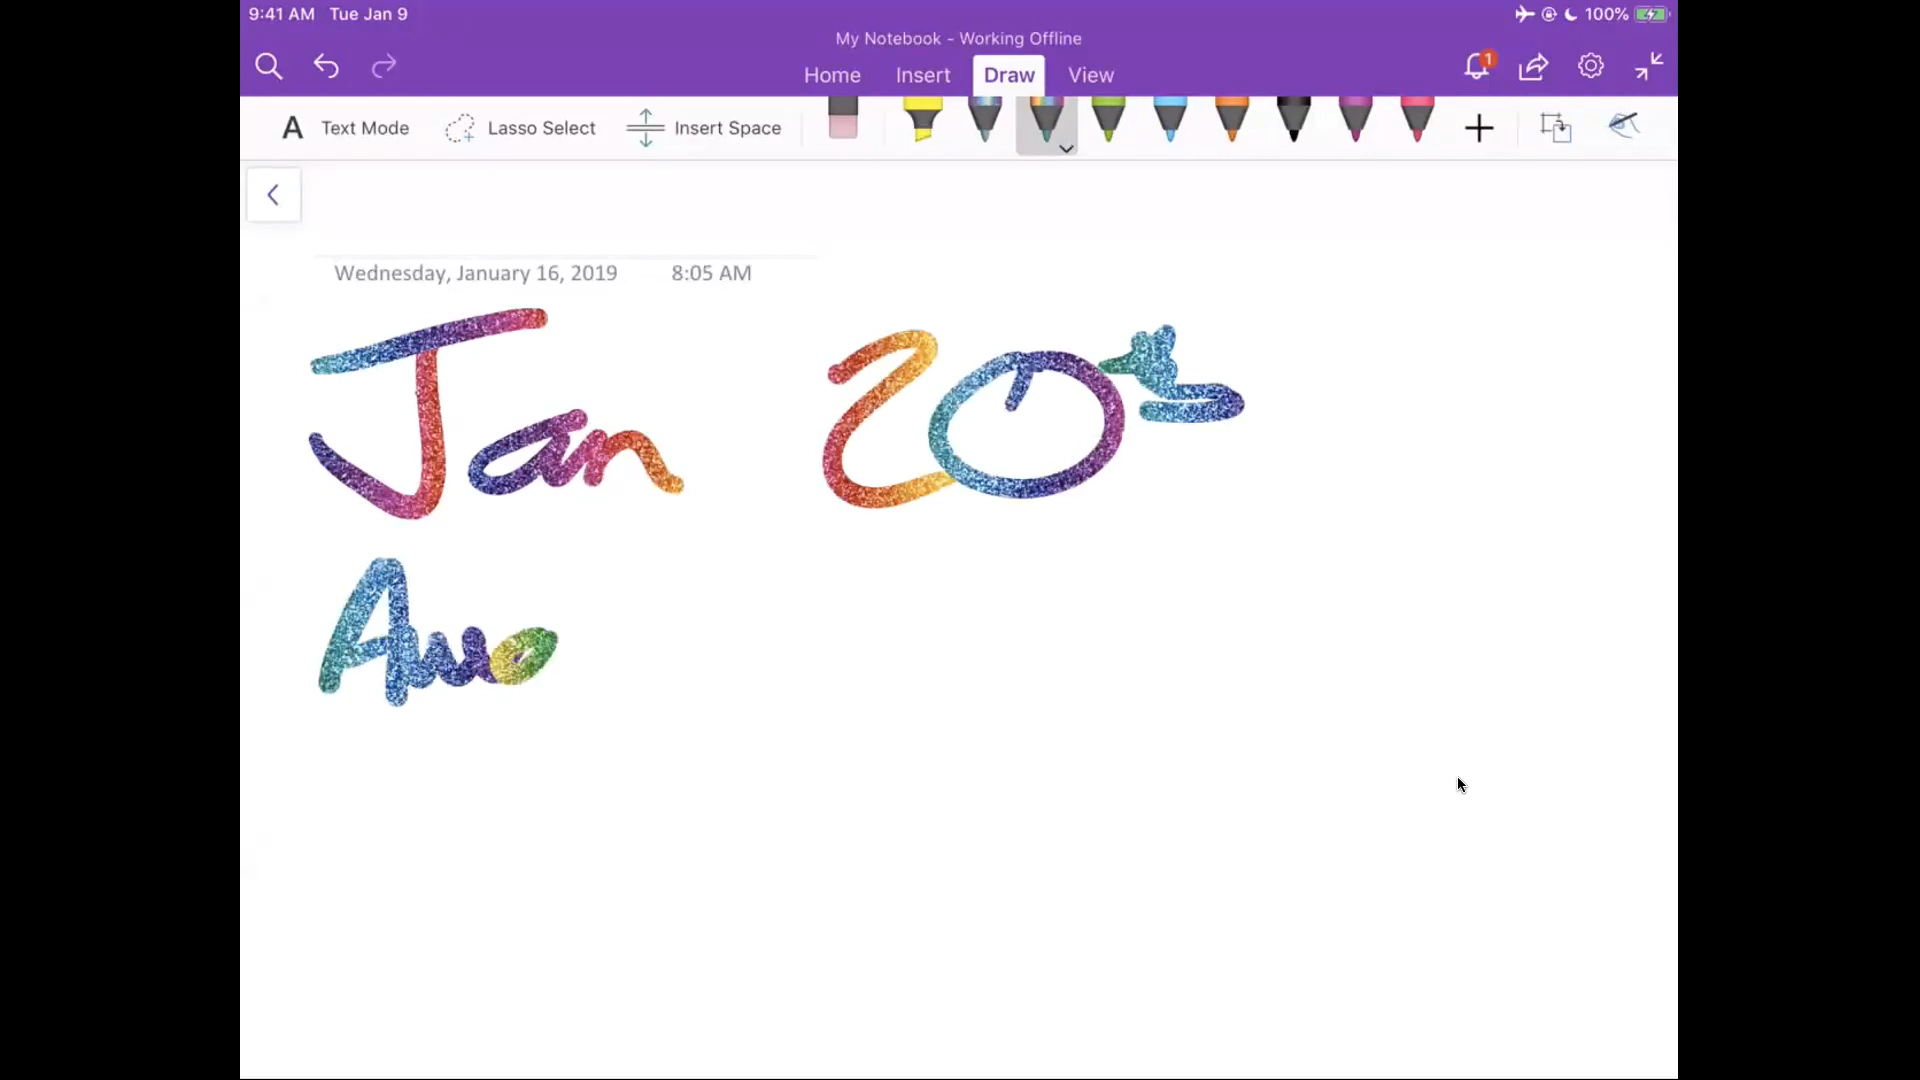 9:41 AM Tue Jan 9 100%
My Notebook - Working Offline
Home Insert Draw View 1
A Text Mode Lasso Select Insert Space
Wednesday, January 16, 2019 8:05 AM
Jan 20